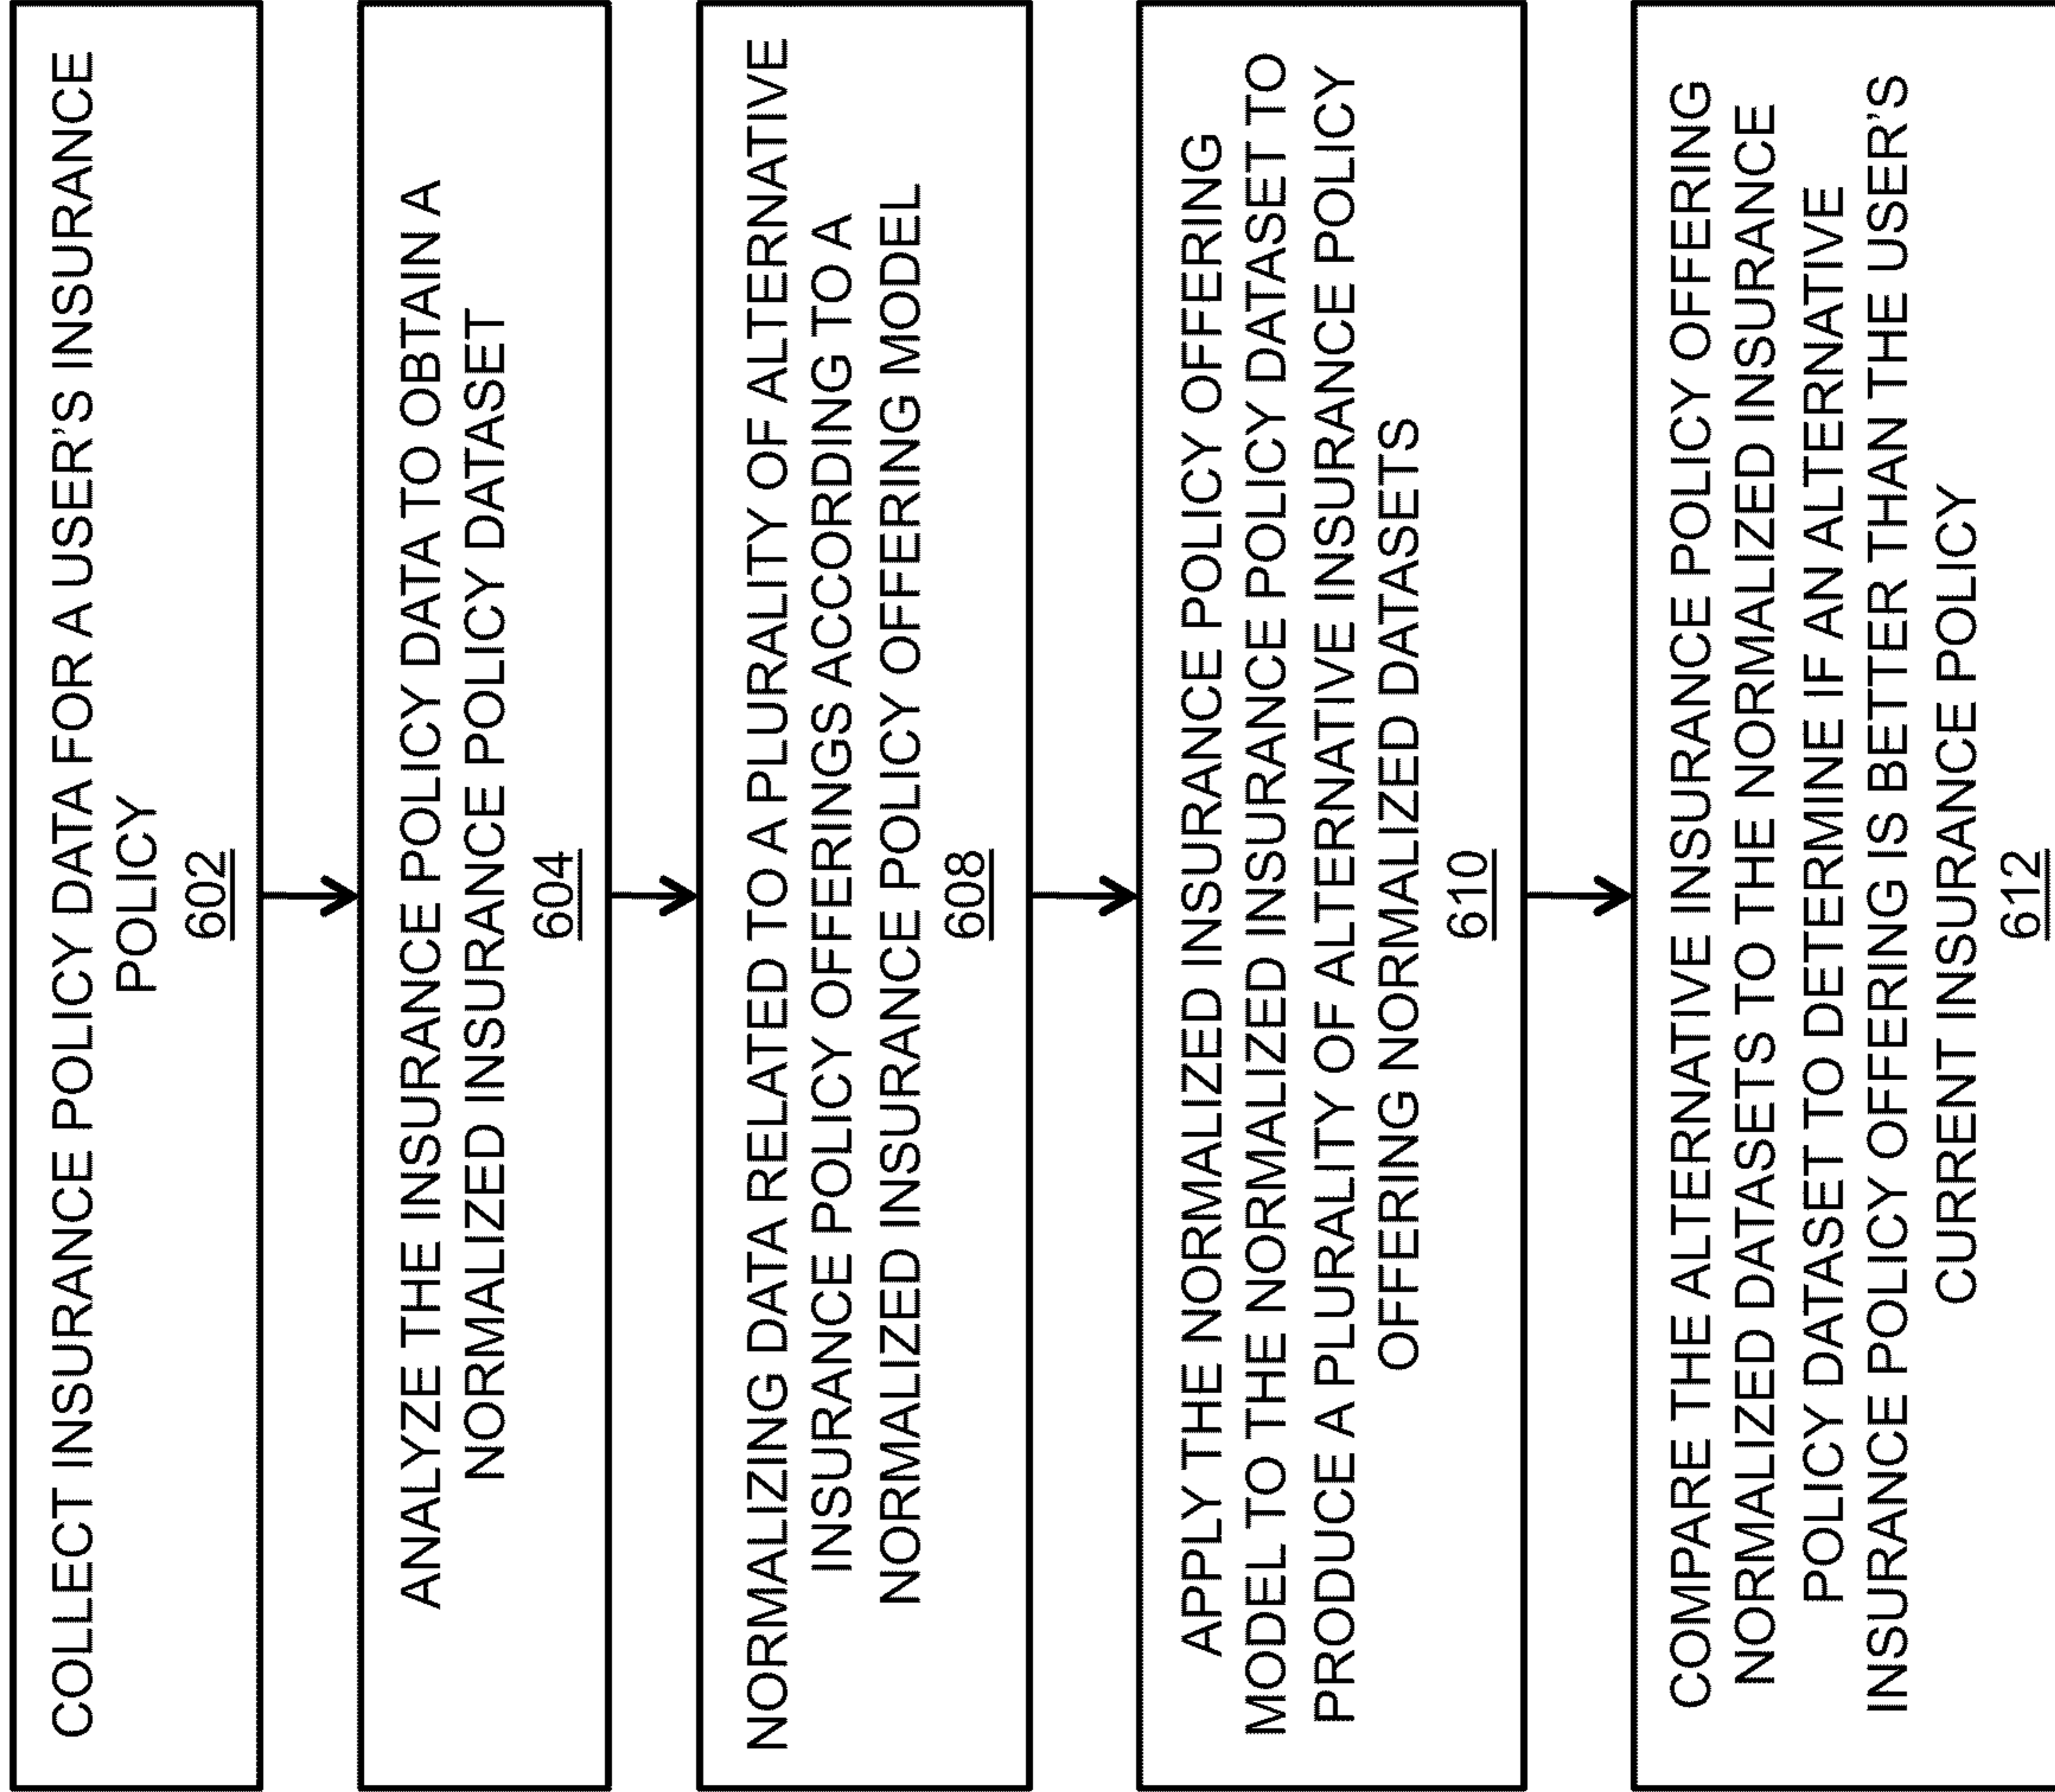 COLLECT INSURANCE POLICY DATA FOR A USER'S INSURANCE
POLICY
602
ANALYZE THE INSURANCE POLICY DATA TO OBTAIN A
NORMALIZED INSURANCE POLICY DATASET
604
NORMALIZING DATA RELATED TO A PLURALITY OF ALTERNATIVE
INSURANCE POLICY OFFERINGS ACCORDING TO A
NORMALIZED INSURANCE POLICY OFFERING MODEL
608
APPLY THE NORMALIZED INSURANCE POLICY OFFERING
MODEL TO THE NORMALIZED INSURANCE POLICY DATASET TO
PRODUCE A PLURALITY OF ALTERNATIVE INSURANCE POLICY
OFFERING NORMALIZED DATASETS
610
COMPARE THE ALTERNATIVE INSURANCE POLICY OFFERING
NORMALIZED DATASETS TO THE NORMALIZED INSURANCE
POLICY DATASET TO DETERMINE IF AN ALTERNATIVE
INSURANCE POLICY OFFERING IS BETTER THAN THE USER'S
CURRENT INSURANCE POLICY
612